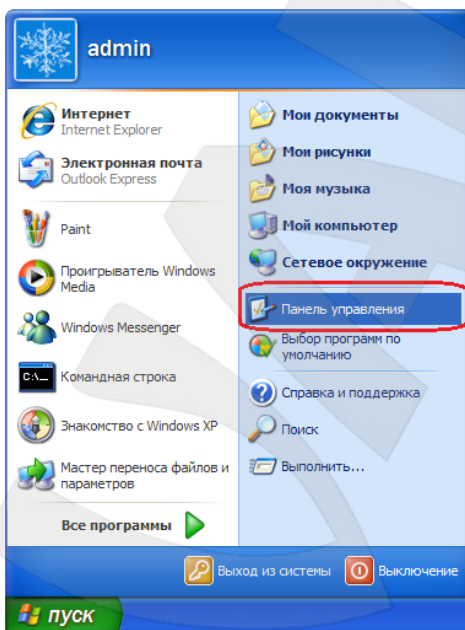 admin
Интернет
Internet Explorer
Электронная почта
Outlook Express
Paint
Проигрыватель Windows
Media
Windows Messenger
C:\_
Командная строка
Знакомство с Windows XP
Мастер переноса файлов и
параметров
Все программы
Мои документы
Мои рисунки
Моя музыка
Мой компьютер
Сетевое окружение
Панель управления
Выбор программ по
умолчанию
Справка и поддержка
Поиск
Выполнить...
Выход из системы
Выключение
пуск